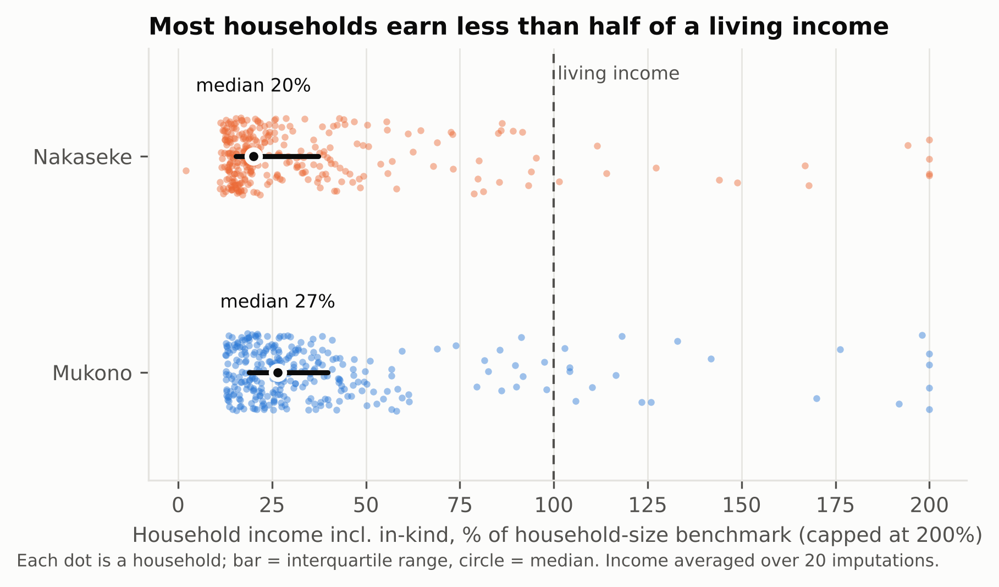 Most households earn less than half of a living income
living income
median 20%
Nakaseke
median 27%
Mukono
0 25 50 75 100 125 150 175 200
Household income incl. in-kind, % of household-size benchmark (capped at 200%)
Each dot is a household; bar = interquartile range, circle = median. Income averaged over 20 imputations.